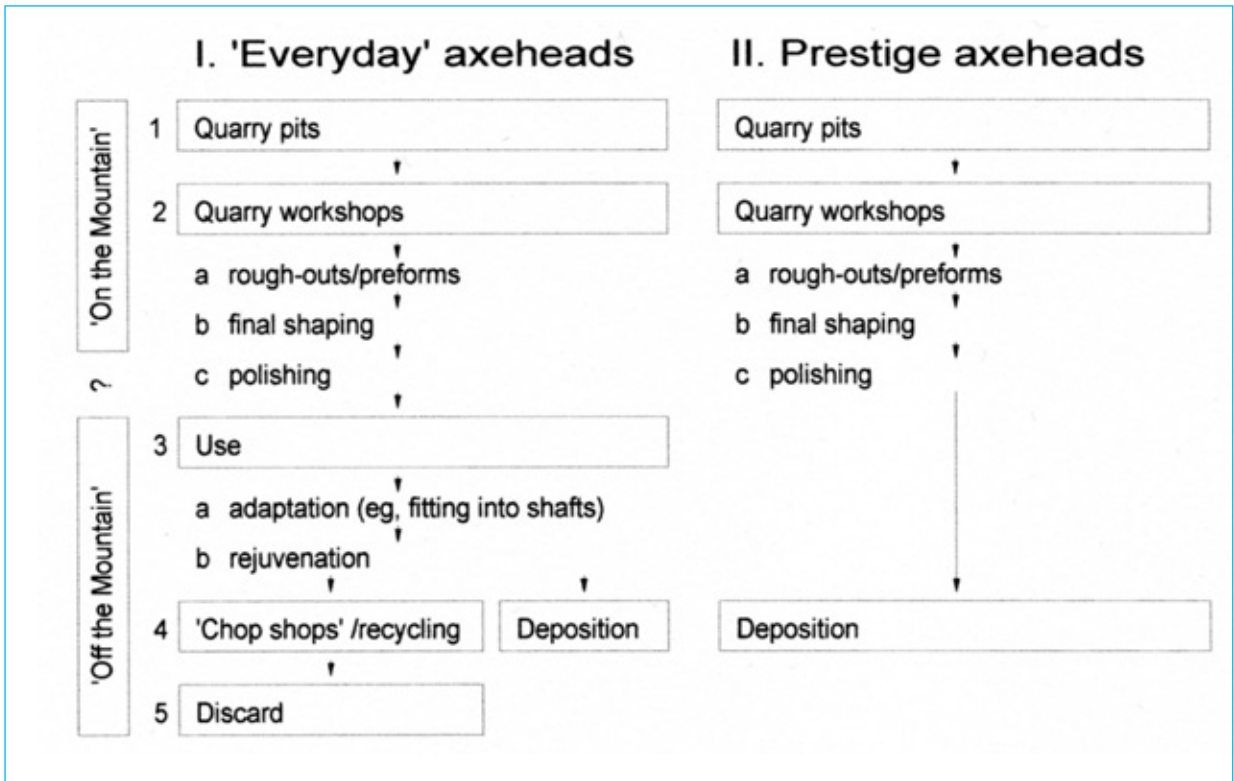 I. 'Everyday' axeheads
II. Prestige axeheads
'On the Mountain'
?
'Off the Mountain'
1 Quarry pits
2 Quarry workshops
a rough-outs/preforms
b final shaping
c polishing
3 Use
a adaptation (eg, fitting into shafts)
b rejuvenation
4 'Chop shops' /recycling
Deposition
5 Discard
Quarry pits
Quarry workshops
a rough-outs/preforms
b final shaping
c polishing
Deposition